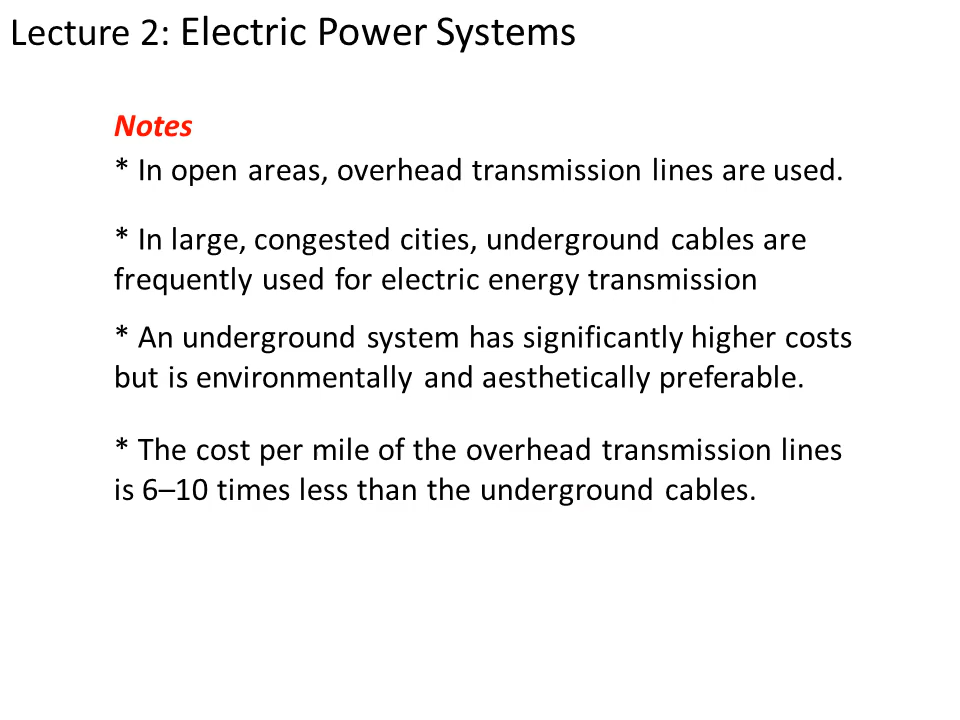 Lecture 2: Electric Power Systems
Notes
* In open areas, overhead transmission lines are used.
* In large, congested cities, underground cables are
frequently used for electric energy transmission
* An underground system has significantly higher costs
but is environmentally and aesthetically preferable.
* The cost per mile of the overhead transmission lines
is 6–10 times less than the underground cables.